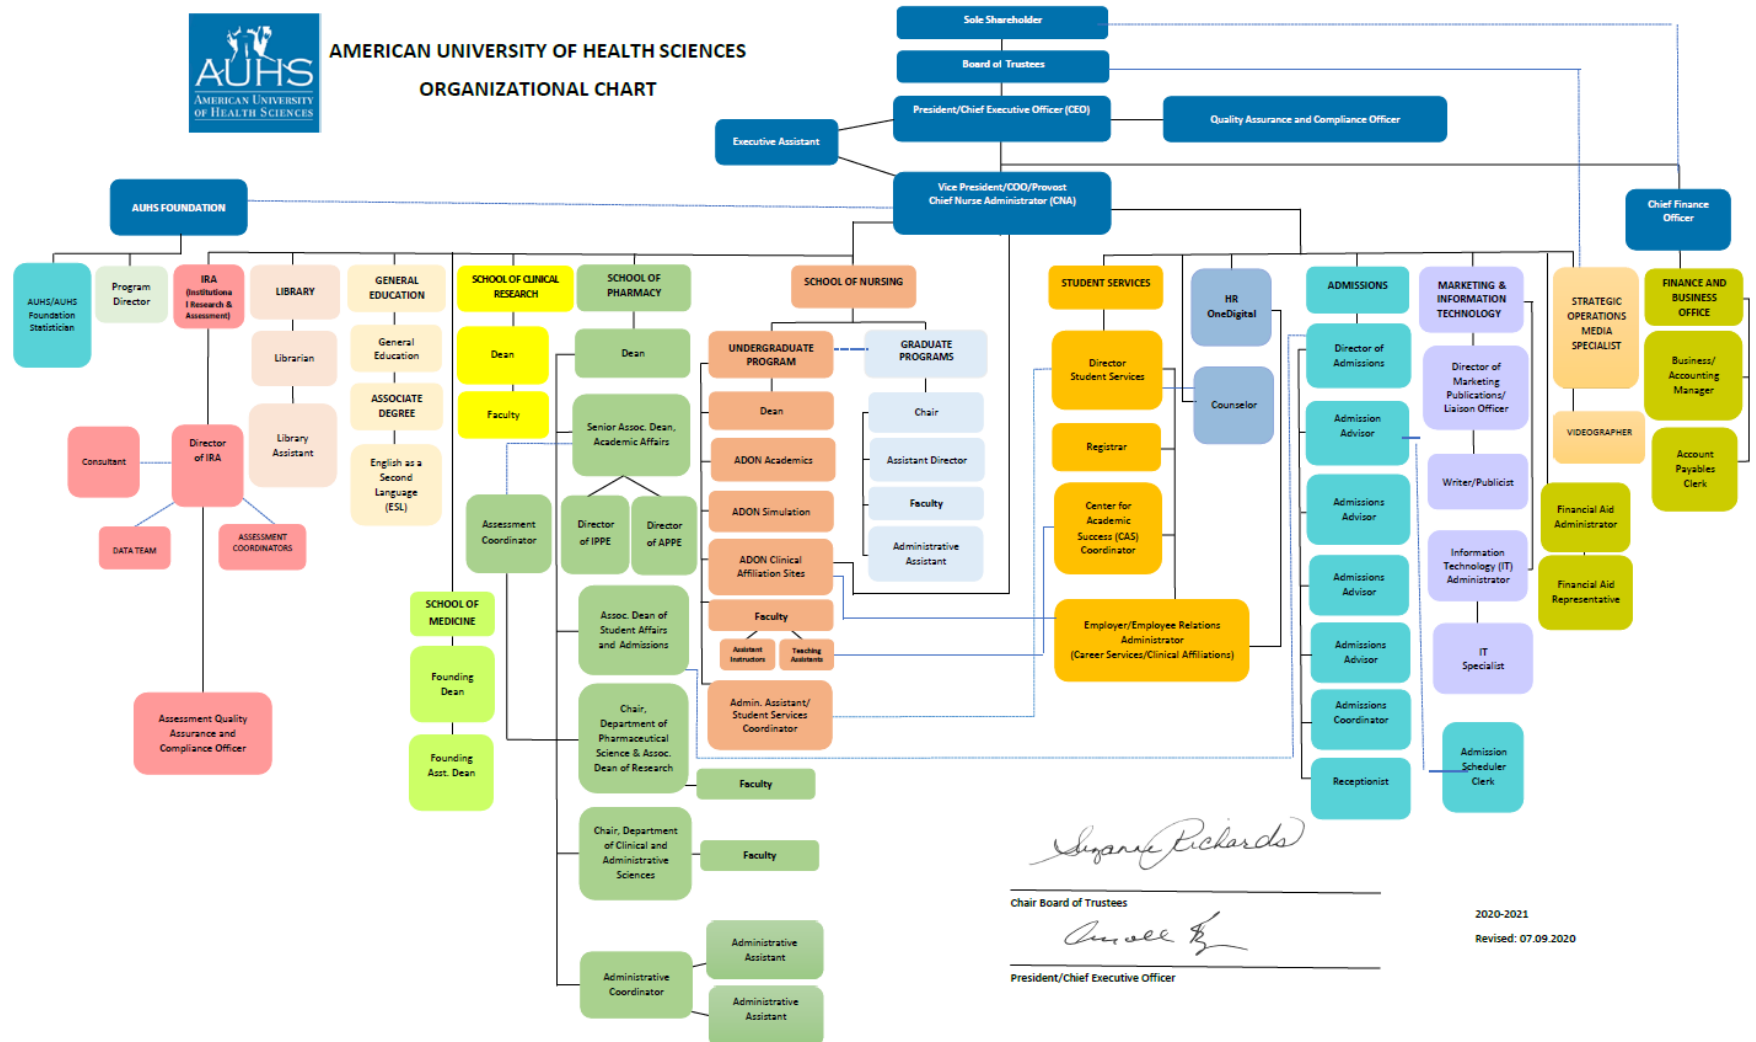 AUHS
AMERICAN UNIVERSITY
OF HEALTH SCIENCES
AMERICAN UNIVERSITY OF HEALTH SCIENCES
ORGANIZATIONAL CHART
Sole Shareholder
Board of Trustees
President/Chief Executive Officer (CEO)
Quality Assurance and Compliance Officer
Executive Assistant
Vice President/COO/Provost
Chief Nurse Administrator (CNA)
AUHS FOUNDATION
Chief Finance
Officer
AUHS/AUHS
Foundation
Statistician
Program
Director
IRA
(Institutiona
l Research &
Assessment)
Director
of IRA
Consultant
DATA TEAM
ASSESSMENT
COORDINATORS
Assessment Quality
Assurance and
Compliance Officer
LIBRARY
Librarian
Library
Assistant
GENERAL
EDUCATION
General
Education
ASSOCIATE
DEGREE
English as a
Second
Language
(ESL)
SCHOOL OF CLINICAL
RESEARCH
Dean
Faculty
SCHOOL OF
MEDICINE
Founding
Dean
Founding
Asst. Dean
SCHOOL OF
PHARMACY
Dean
Senior Assoc. Dean,
Academic Affairs
Assessment
Coordinator
Director
of IPPE
Director
of APPE
Assoc. Dean of
Student Affairs
and Admissions
Chair,
Department of
Pharmaceutical
Science & Assoc.
Dean of Research
Faculty
Chair, Department
of Clinical and
Administrative
Sciences
Faculty
Administrative
Coordinator
Administrative
Assistant
Administrative
Assistant
SCHOOL OF NURSING
UNDERGRADUATE
PROGRAM
Dean
ADON Academics
ADON Simulation
ADON Clinical
Affiliation Sites
Faculty
Assistant
Instructors
Teaching
Assistants
Admin. Assistant/
Student Services
Coordinator
GRADUATE
PROGRAMS
Chair
Assistant Director
Faculty
Administrative
Assistant
STUDENT SERVICES
Director
Student Services
Registrar
Center for
Academic
Success (CAS)
Coordinator
Employer/Employee Relations
Administrator
(Career Services/Clinical Affiliations)
HR
OneDigital
Counselor
ADMISSIONS
Director of
Admissions
Admission
Advisor
Admissions
Advisor
Admissions
Advisor
Admissions
Advisor
Admissions
Coordinator
Receptionist
MARKETING &
INFORMATION
TECHNOLOGY
Director of
Marketing
Publications/
Liaison Officer
Writer/Publicist
Information
Technology (IT)
Administrator
IT
Specialist
Admission
Scheduler
Clerk
STRATEGIC
OPERATIONS
MEDIA
SPECIALIST
VIDEOGRAPHER
Financial Aid
Administrator
Financial Aid
Representative
FINANCE AND
BUSINESS
OFFICE
Business/
Accounting
Manager
Account
Payables
Clerk
Suzanne Richards
Chair Board of Trustees
President/Chief Executive Officer
2020-2021
Revised: 07.09.2020